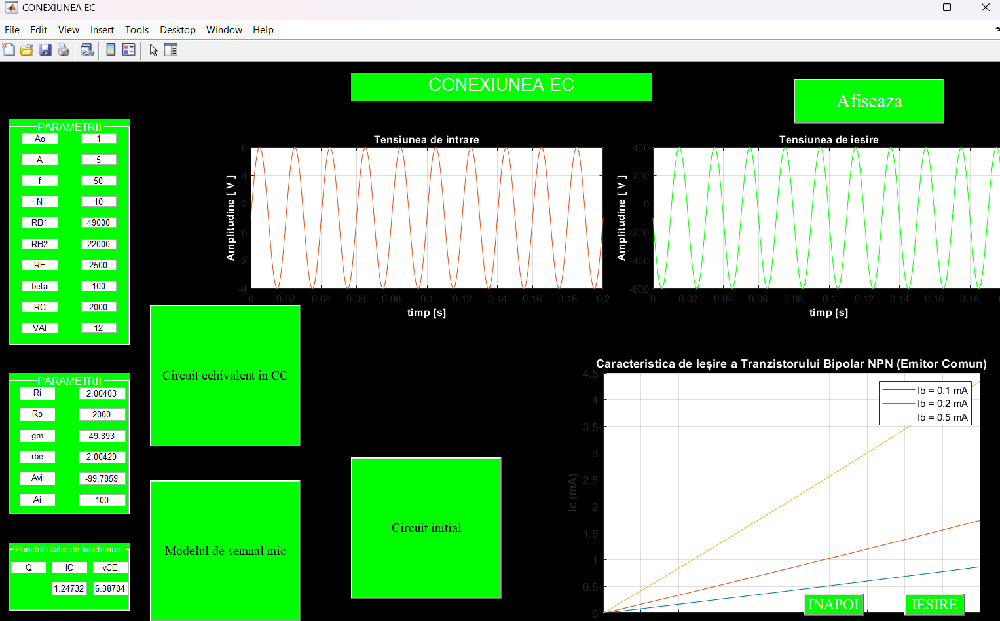 CONEXIUNEA EC
File Edit View Insert Tools Desktop Window Help
CONEXIUNEA EC
Afiseaza
PARAMETRII
Ao 1
A 5
f 50
N 10
RB1 49000
RB2 22000
RE 2500
beta 100
RC 2000
VAl 12
Tensiunea de intrare
Amplitudine [ V ]
6
4
2
0
-2
-4
0 0.02 0.04 0.06 0.08 0.1 0.12 0.14 0.16 0.18 0.2
timp [s]
Tensiunea de iesire
Amplitudine [ V ]
400
200
0
-200
-400
-600
0 0.02 0.04 0.06 0.08 0.1 0.12 0.14 0.16 0.18
timp [s]
Circuit echivalent in CC
PARAMETRII
Ri 2.00403
Ro 2000
gm 49.893
rbe 2.00429
Avi -99.7859
Ai 100
Modelul de semnal mic
Circuit initial
Punctul static de functionare
Q IC vCE
1.24732 6.38704
Caracteristica de Ieșire a Tranzistorului Bipolar NPN (Emitor Comun)
Ic (mA)
4.5
4
3.5
3
2.5
2
1.5
1
0.5
0
Ib = 0.1 mA
Ib = 0.2 mA
Ib = 0.5 mA
INAPOI
IESIRE